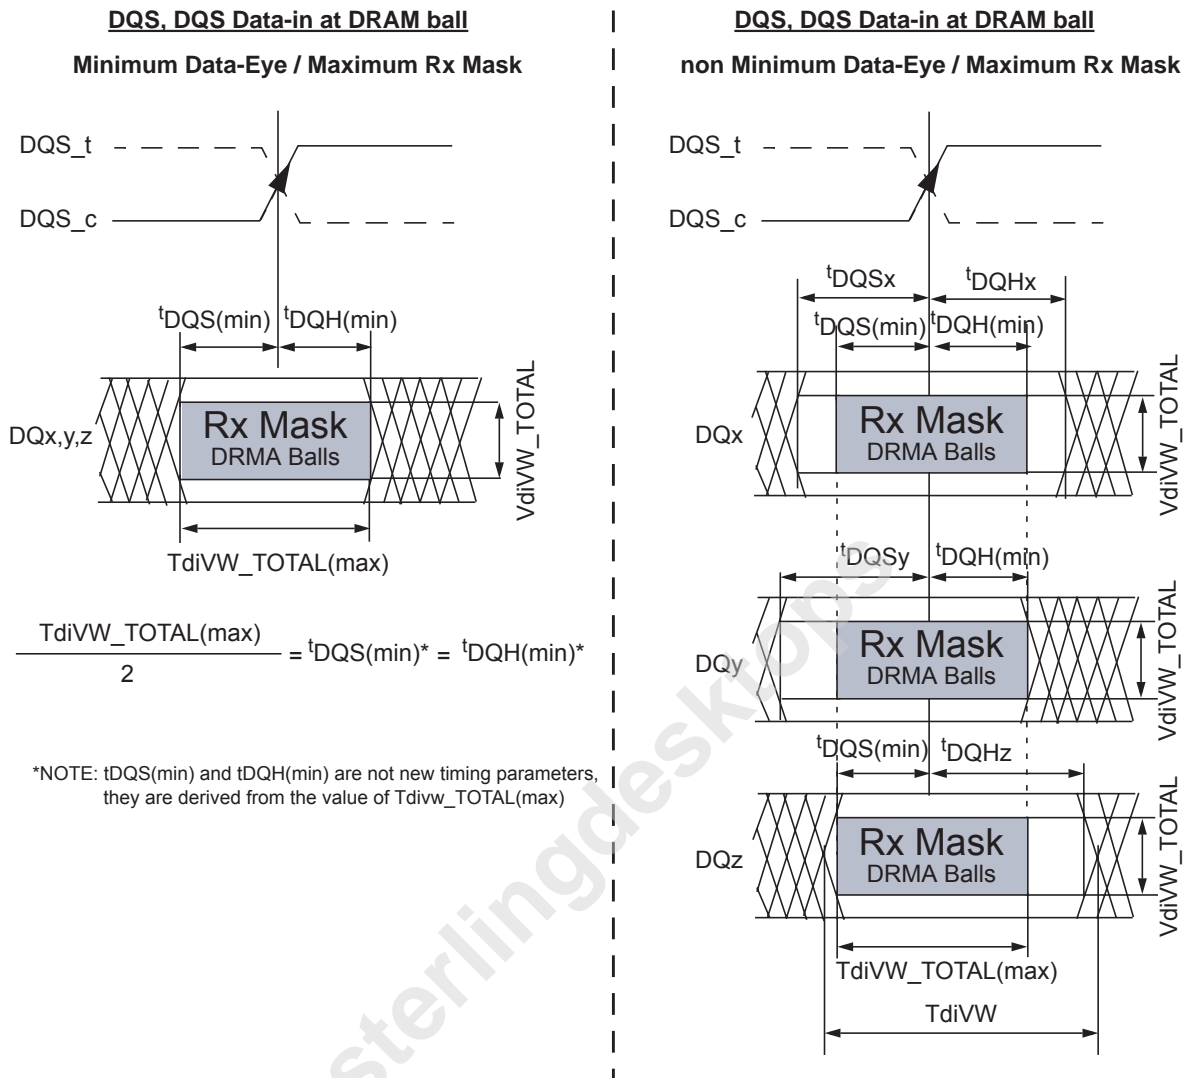 DQS, DQS Data-in at DRAM ball
Minimum Data-Eye / Maximum Rx Mask
DQS_t
DQS_c
tDQS(min) tDQH(min)
DQx,y,z
Rx Mask
DRMA Balls
VdiVW_TOTAL
TdiVW_TOTAL(max)
TdiVW_TOTAL(max)
2
= tDQS(min)* = tDQH(min)*
*NOTE: tDQS(min) and tDQH(min) are not new timing parameters,
they are derived from the value of Tdivw_TOTAL(max)
DQS, DQS Data-in at DRAM ball
non Minimum Data-Eye / Maximum Rx Mask
DQS_t
DQS_c
tDQSx tDQHx
tDQS(min) tDQH(min)
DQx
Rx Mask
DRMA Balls
VdiVW_TOTAL
tDQSy tDQH(min)
DQy
Rx Mask
DRMA Balls
VdiVW_TOTAL
tDQS(min) tDQHz
DQz
Rx Mask
DRMA Balls
VdiVW_TOTAL
TdiVW_TOTAL(max)
TdiVW
sterlingdesktops